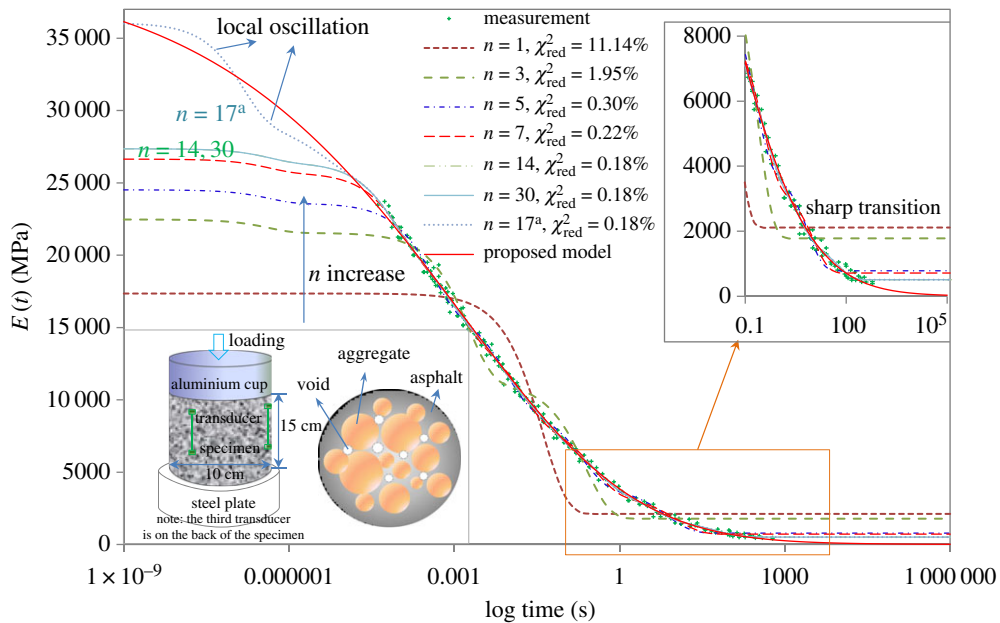 35 000
30 000
25 000
20 000
15 000
10 000
5000
0
E (t) (MPa)
1 × 10⁻⁹
0.000001
0.001
1
1000
1 000 000
log time (s)
local oscillation
n = 17ᵃ
n = 14, 30
n increase
measurement
n = 1, χ²red = 11.14%
n = 3, χ²red = 1.95%
n = 5, χ²red = 0.30%
n = 7, χ²red = 0.22%
n = 14, χ²red = 0.18%
n = 30, χ²red = 0.18%
n = 17ᵃ, χ²red = 0.18%
proposed model
8000
6000
4000
2000
0
sharp transition
0.1
100
10⁵
loading
aluminium cup
transducer
15 cm
specimen
10 cm
steel plate
note: the third transducer
is on the back of the specimen
aggregate
void
asphalt